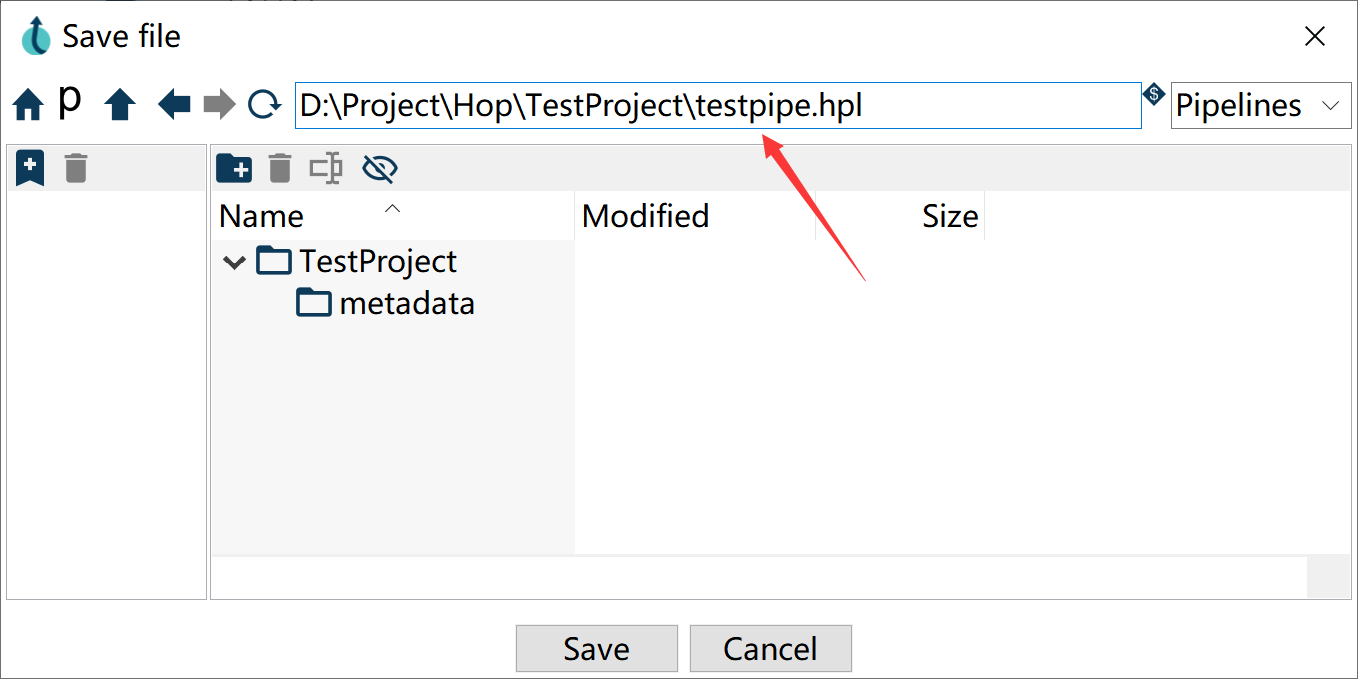 Save file
p
D:\Project\Hop\TestProject\testpipe.hpl
$
Pipelines
Name
Modified
Size
TestProject
metadata
Save
Cancel